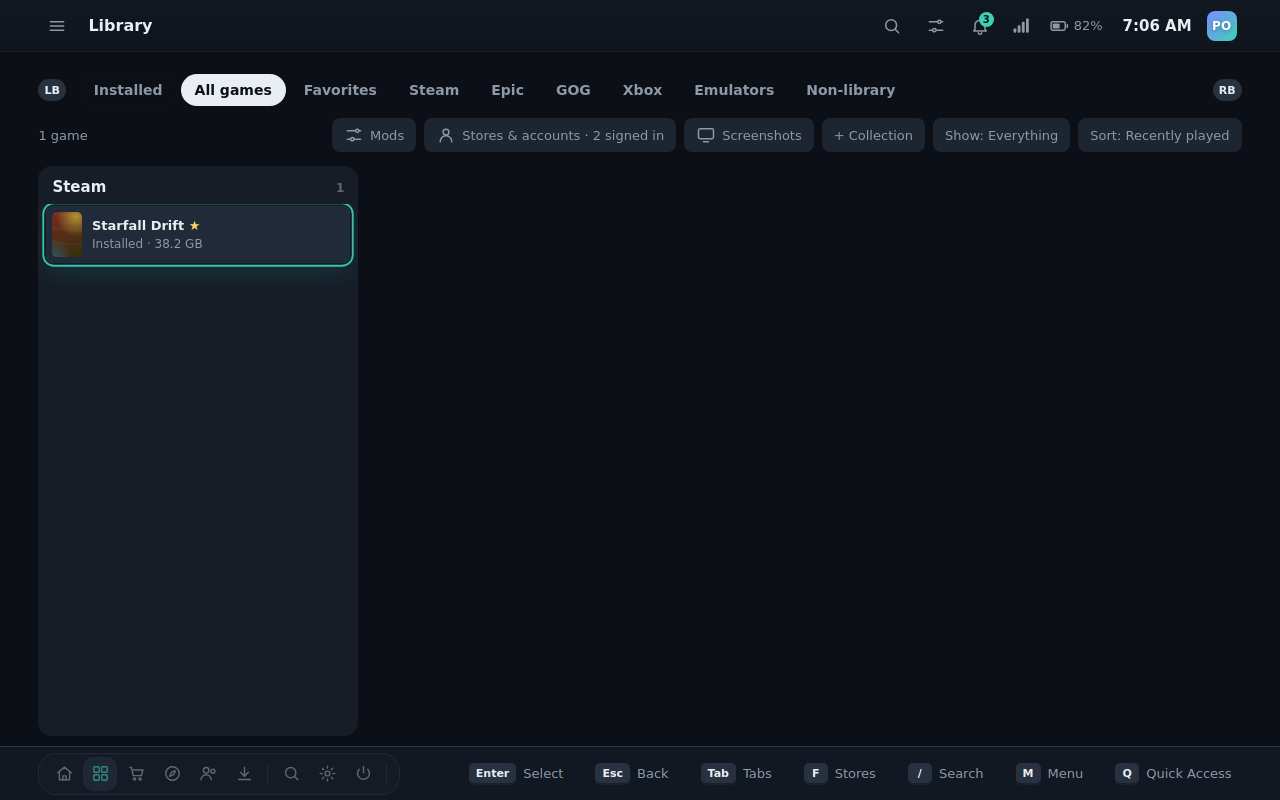 Library
3
82%
7:06 AM
PO
LB
Installed
All games
Favorites
Steam
Epic
GOG
Xbox
Emulators
Non-library
RB
1 game
Mods
Stores & accounts · 2 signed in
Screenshots
+ Collection
Show: Everything
Sort: Recently played
Steam
1
Starfall Drift ★
Installed · 38.2 GB
Enter Select
Esc Back
Tab Tabs
F Stores
/ Search
M Menu
Q Quick Access